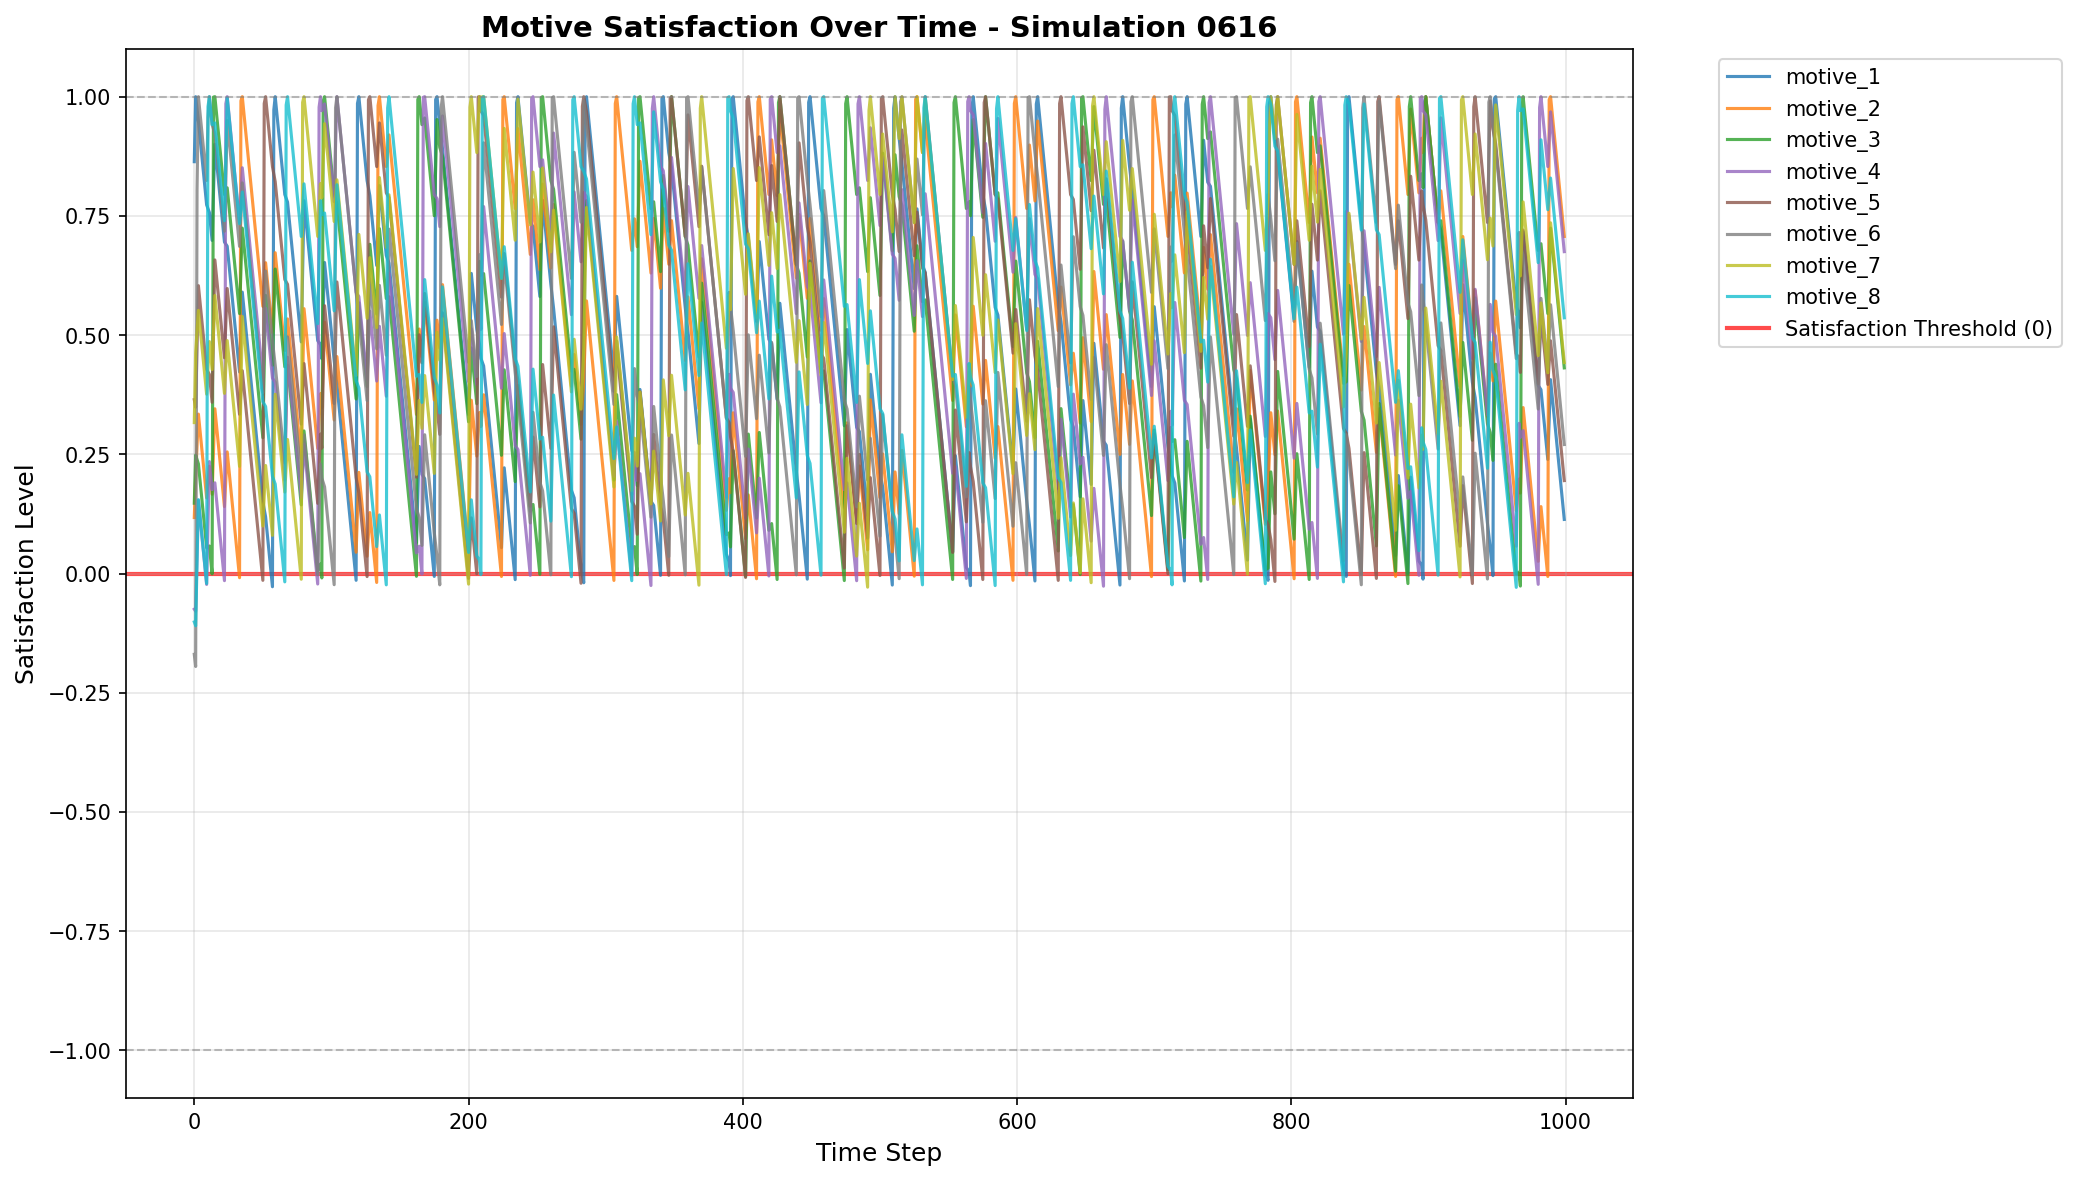 Motive Satisfaction Over Time - Simulation 0616
motive_1
motive_2
motive_3
motive_4
motive_5
motive_6
motive_7
motive_8
Satisfaction Threshold (0)
Satisfaction Level
1.00
0.75
0.50
0.25
0.00
−0.25
−0.50
−0.75
−1.00
0 200 400 600 800 1000
Time Step